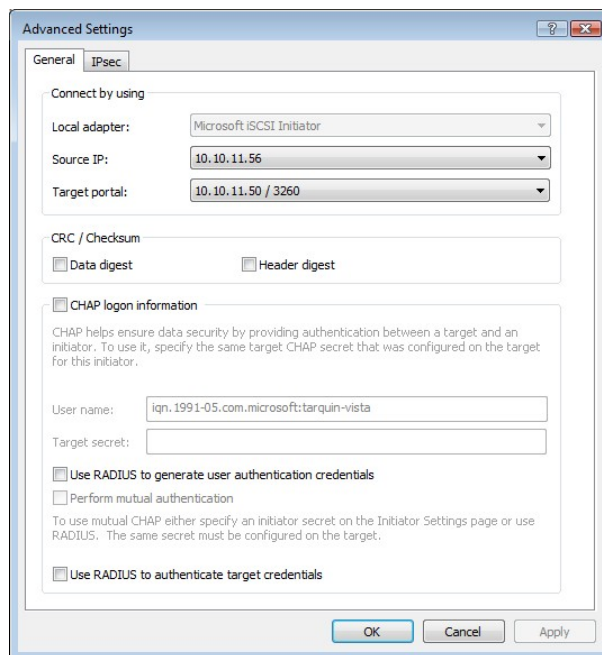 Advanced Settings
General IPsec
Connect by using
Local adapter: Microsoft iSCSI Initiator
Source IP: 10.10.11.56
Target portal: 10.10.11.50 / 3260
CRC / Checksum
Data digest Header digest
CHAP logon information
CHAP helps ensure data security by providing authentication between a target and an
initiator. To use it, specify the same target CHAP secret that was configured on the target
for this initiator.
User name: iqn.1991-05.com.microsoft:tarquin-vista
Target secret:
Use RADIUS to generate user authentication credentials
Perform mutual authentication
To use mutual CHAP either specify an initiator secret on the Initiator Settings page or use
RADIUS. The same secret must be configured on the target.
Use RADIUS to authenticate target credentials
OK Cancel Apply